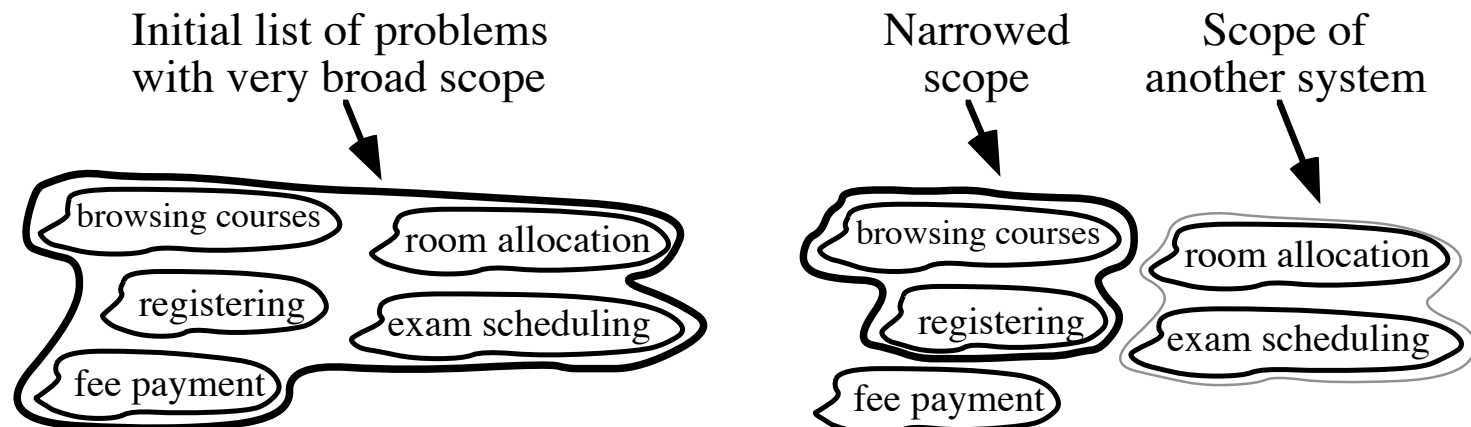 Initial list of problems
with very broad scope
browsing courses
room allocation
registering
exam scheduling
fee payment
Narrowed
scope
browsing courses
registering
fee payment
Scope of
another system
room allocation
exam scheduling